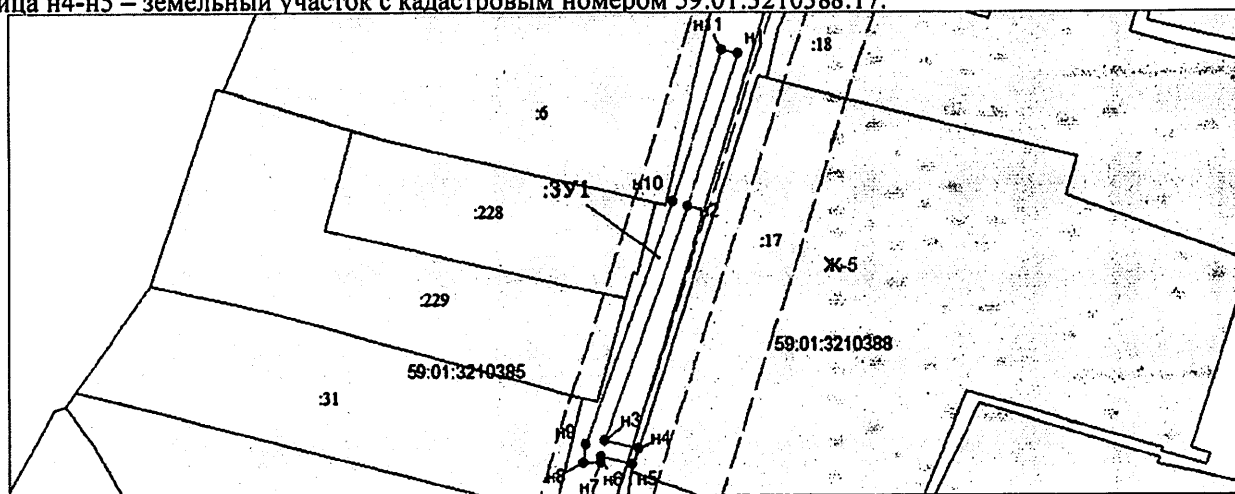 ица н4-н5 – земельный участок с кадастровым номером 59:01:3210388:17.
н11
н1
:18
:6
:ЗУ1
н10
н2
:228
:17
Ж-5
:229
59:01:3210388
59:01:3210385
:31
н3
н9
н4
н8
н7
н6
н5